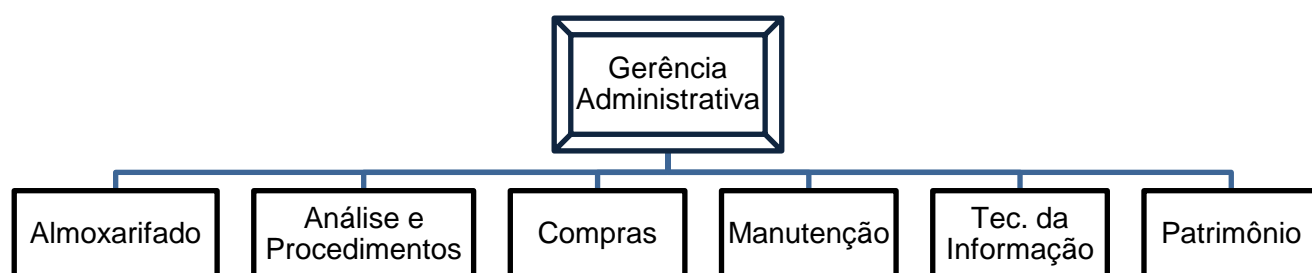 Gerência
Administrativa
Almoxarifado
Análise e
Procedimentos
Compras
Manutenção
Tec. da
Informação
Patrimônio